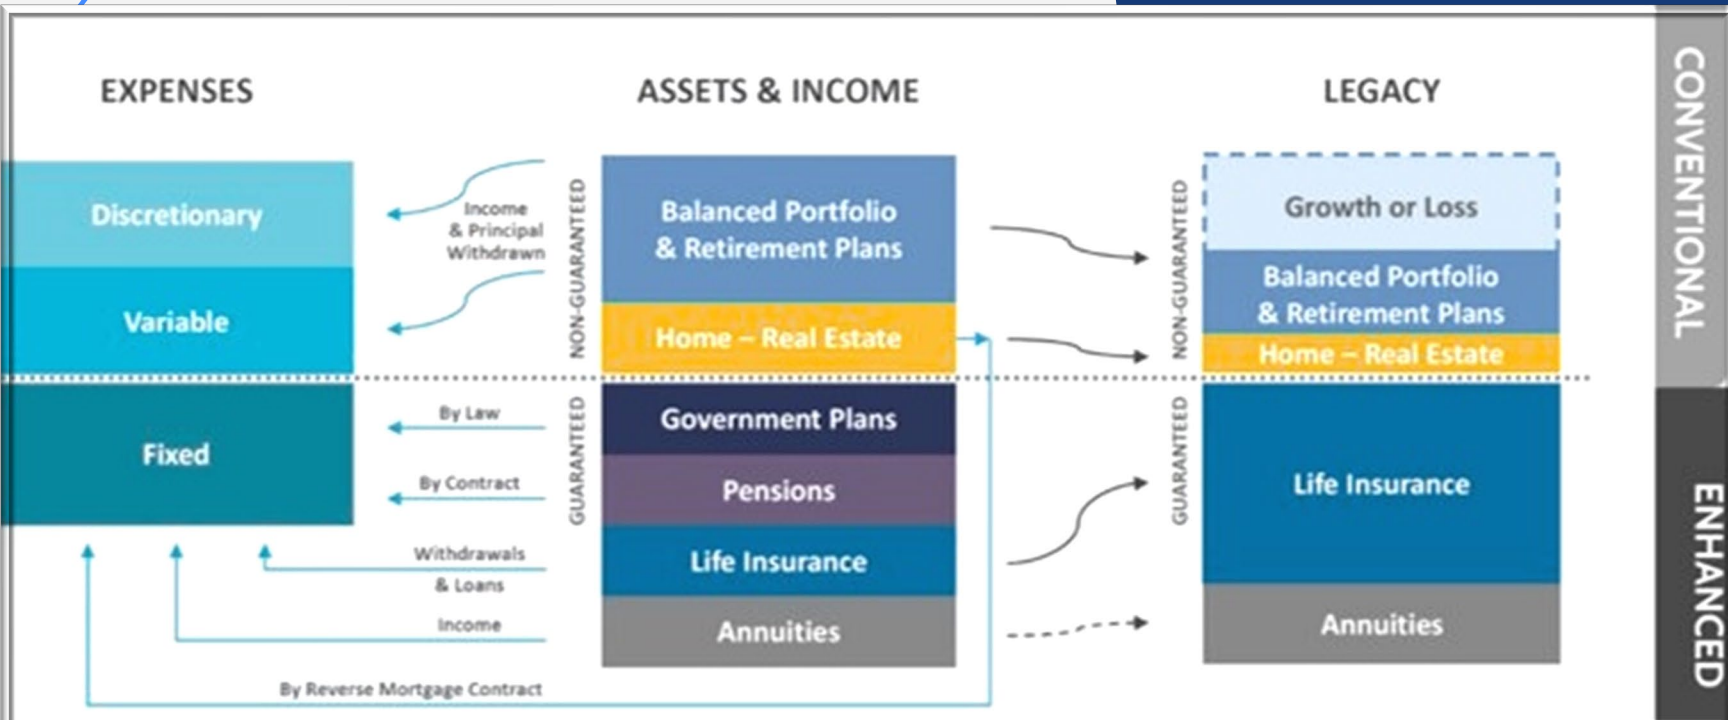 EXPENSES
ASSETS & INCOME
LEGACY
CONVENTIONAL
Discretionary
Variable
Income
& Principal
Withdrawn
NON-GUARANTEED
Balanced Portfolio
& Retirement Plans
Home – Real Estate
NON-GUARANTEED
Growth or Loss
Balanced Portfolio
& Retirement Plans
Home – Real Estate
Fixed
By Law
By Contract
Withdrawals
& Loans
Income
By Reverse Mortgage Contract
GUARANTEED
Government Plans
Pensions
Life Insurance
Annuities
GUARANTEED
Life Insurance
Annuities
ENHANCED